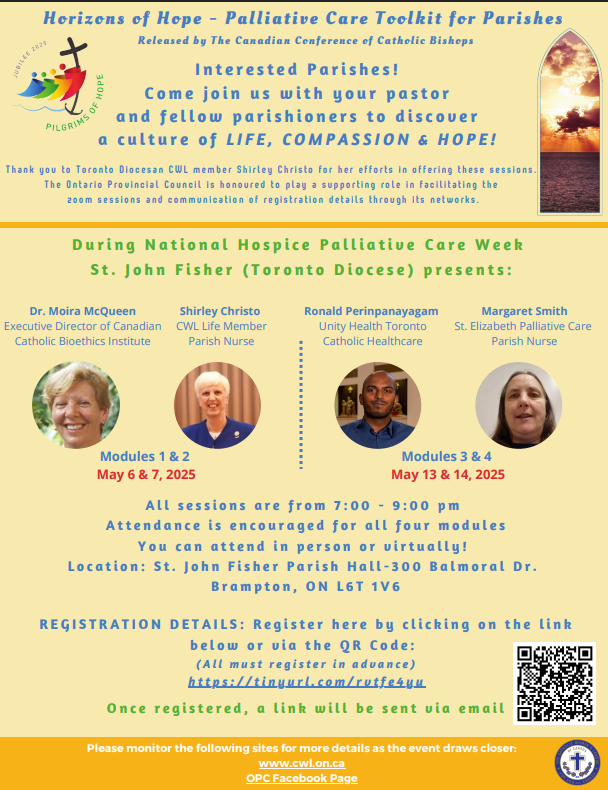 Horizons of Hope - Palliative Care Toolkit for Parishes
Released by The Canadian Conference of Catholic Bishops
JUBILEE 2025
PILGRIMS OF HOPE
Interested Parishes!
Come join us with your pastor
and fellow parishioners to discover
a culture of LIFE, COMPASSION & HOPE!
Thank you to Toronto Diocesan CWL member Shirley Christo for her efforts in offering these sessions.
The Ontario Provincial Council is honoured to play a supporting role in facilitating the
zoom sessions and communication of registration details through its networks.
During National Hospice Palliative Care Week
St. John Fisher (Toronto Diocese) presents:
Dr. Moira McQueen
Executive Director of Canadian
Catholic Bioethics Institute
Shirley Christo
CWL Life Member
Parish Nurse
Ronald Perinpanayagam
Unity Health Toronto
Catholic Healthcare
Margaret Smith
St. Elizabeth Palliative Care
Parish Nurse
Modules 1 & 2
May 6 & 7, 2025
Modules 3 & 4
May 13 & 14, 2025
All sessions are from 7:00 - 9:00 pm
Attendance is encouraged for all four modules
You can attend in person or virtually!
Location: St. John Fisher Parish Hall-300 Balmoral Dr.
Brampton, ON L6T 1V6
REGISTRATION DETAILS: Register here by clicking on the link
below or via the QR Code:
(All must register in advance)
https://tinyurl.com/rvtfe4yu
Once registered, a link will be sent via email
Please monitor the following sites for more details as the event draws closer:
www.cwl.on.ca
OPC Facebook Page